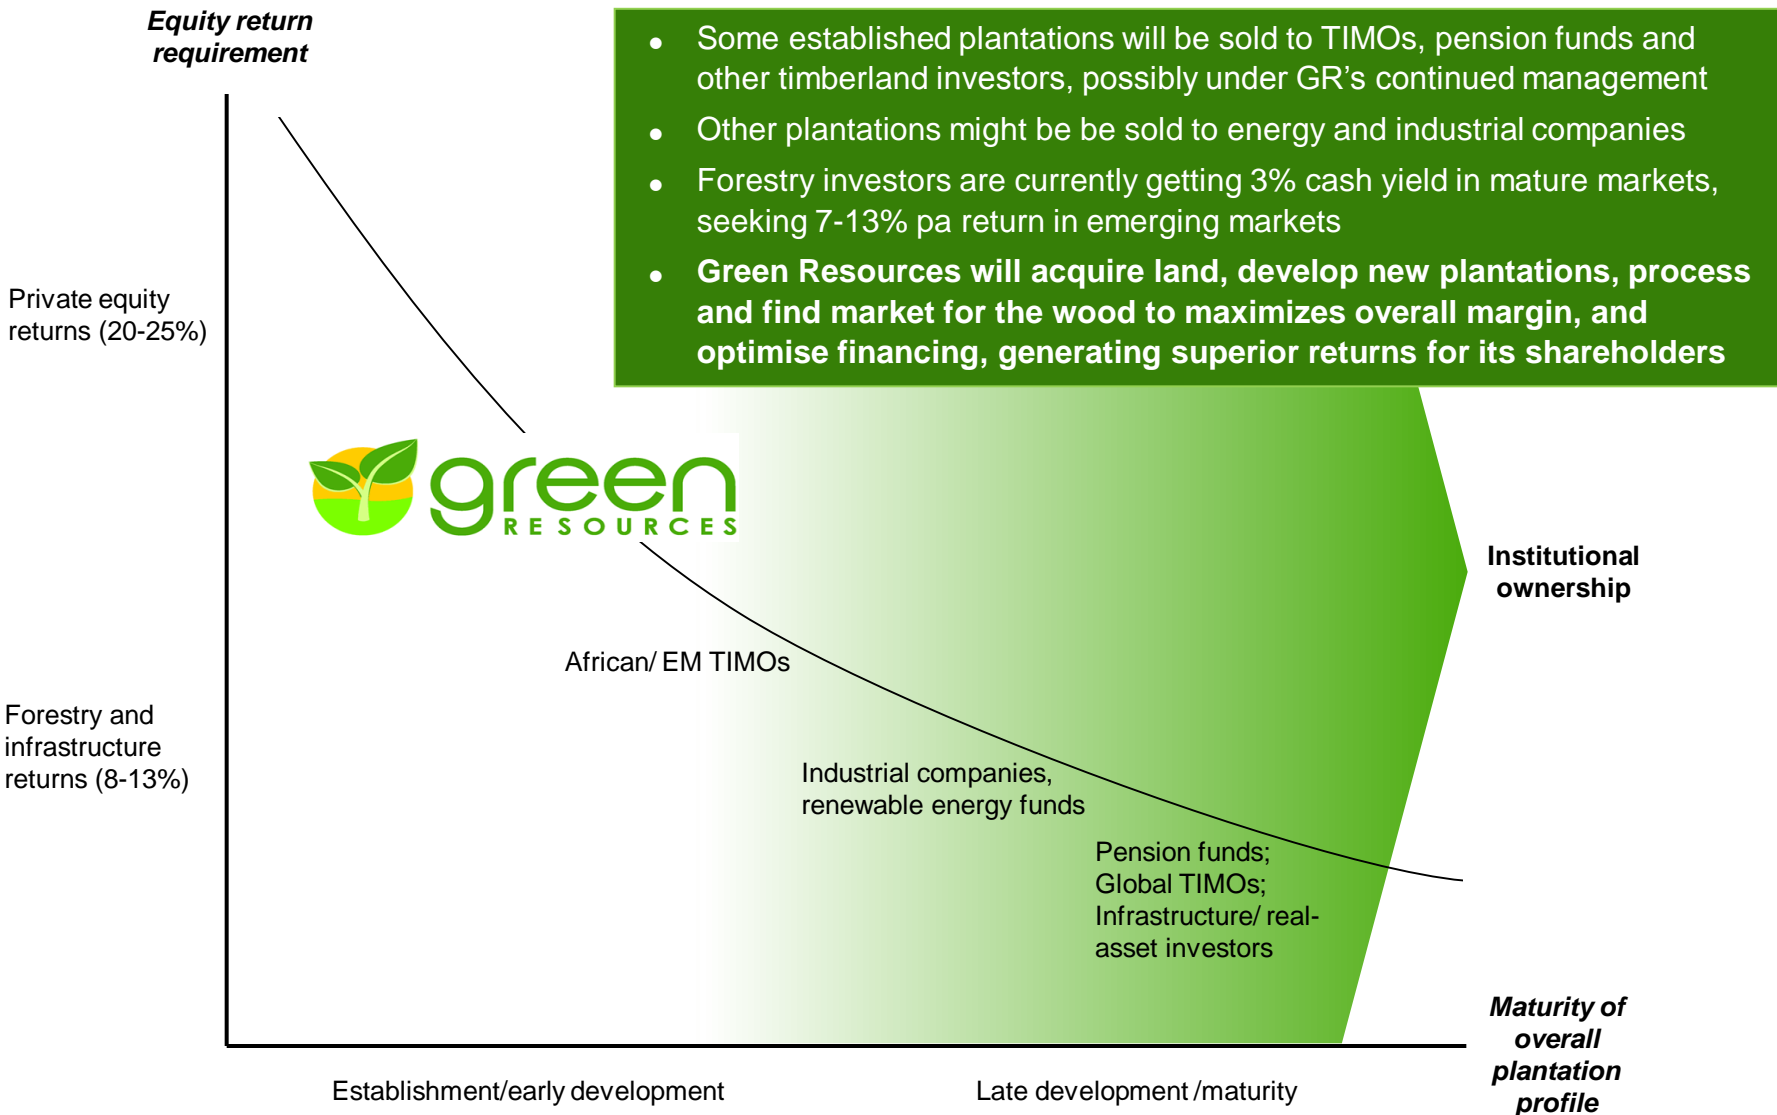 Equity return
requirement
• Some established plantations will be sold to TIMOs, pension funds and
other timberland investors, possibly under GR’s continued management
• Other plantations might be be sold to energy and industrial companies
• Forestry investors are currently getting 3% cash yield in mature markets,
seeking 7-13% pa return in emerging markets
• Green Resources will acquire land, develop new plantations, process
and find market for the wood to maximizes overall margin, and
optimise financing, generating superior returns for its shareholders
Private equity
returns (20-25%)
green
RESOURCES
Institutional
ownership
African/ EM TIMOs
Forestry and
infrastructure
returns (8-13%)
Industrial companies,
renewable energy funds
Pension funds;
Global TIMOs;
Infrastructure/ real-
asset investors
Maturity of
overall
plantation
profile
Establishment/early development
Late development /maturity